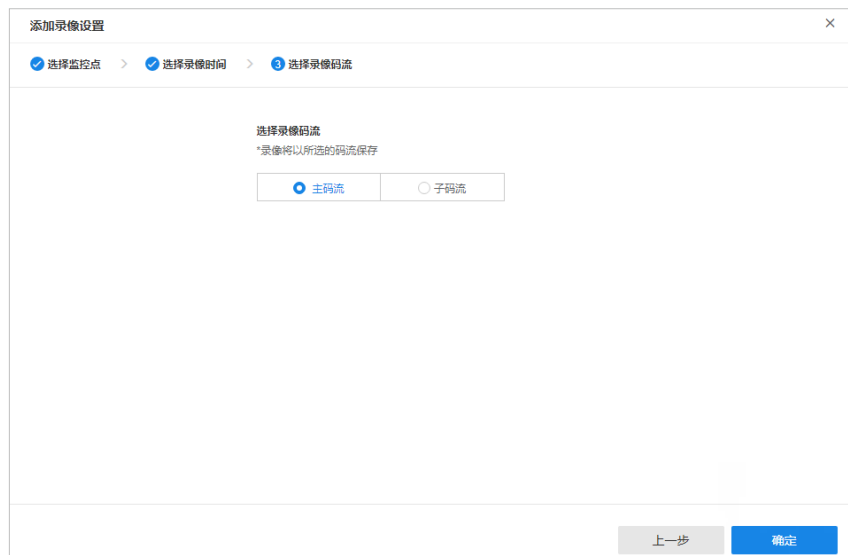 添加录像设置
选择监控点 > 选择录像时间 > 3 选择录像码流
选择录像码流
*录像将以所选的码流保存
主码流 子码流
上一步 确定